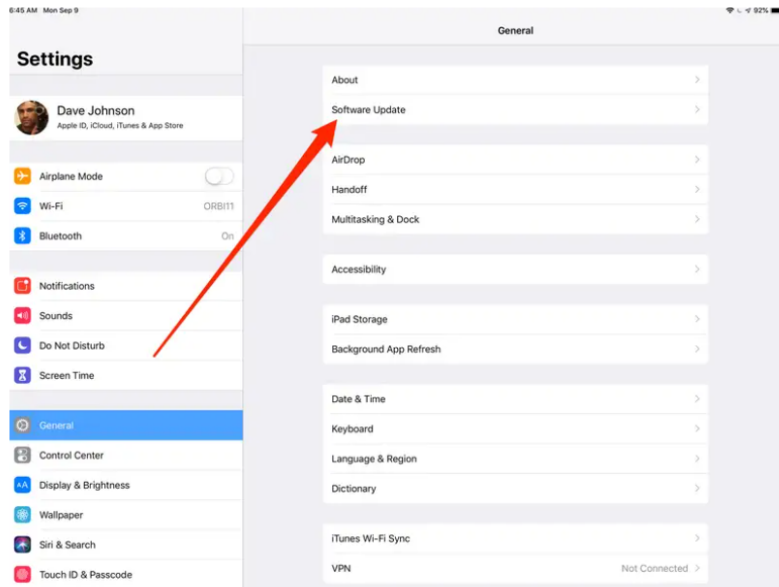 6:45 AM Mon Sep 9
92%
Settings
Dave Johnson
Apple ID, iCloud, iTunes & App Store
Airplane Mode
Wi-Fi ORBI11
Bluetooth On
Notifications
Sounds
Do Not Disturb
Screen Time
General
Control Center
AA Display & Brightness
Wallpaper
Siri & Search
Touch ID & Passcode
General
About
Software Update
AirDrop
Handoff
Multitasking & Dock
Accessibility
iPad Storage
Background App Refresh
Date & Time
Keyboard
Language & Region
Dictionary
iTunes Wi-Fi Sync
VPN Not Connected